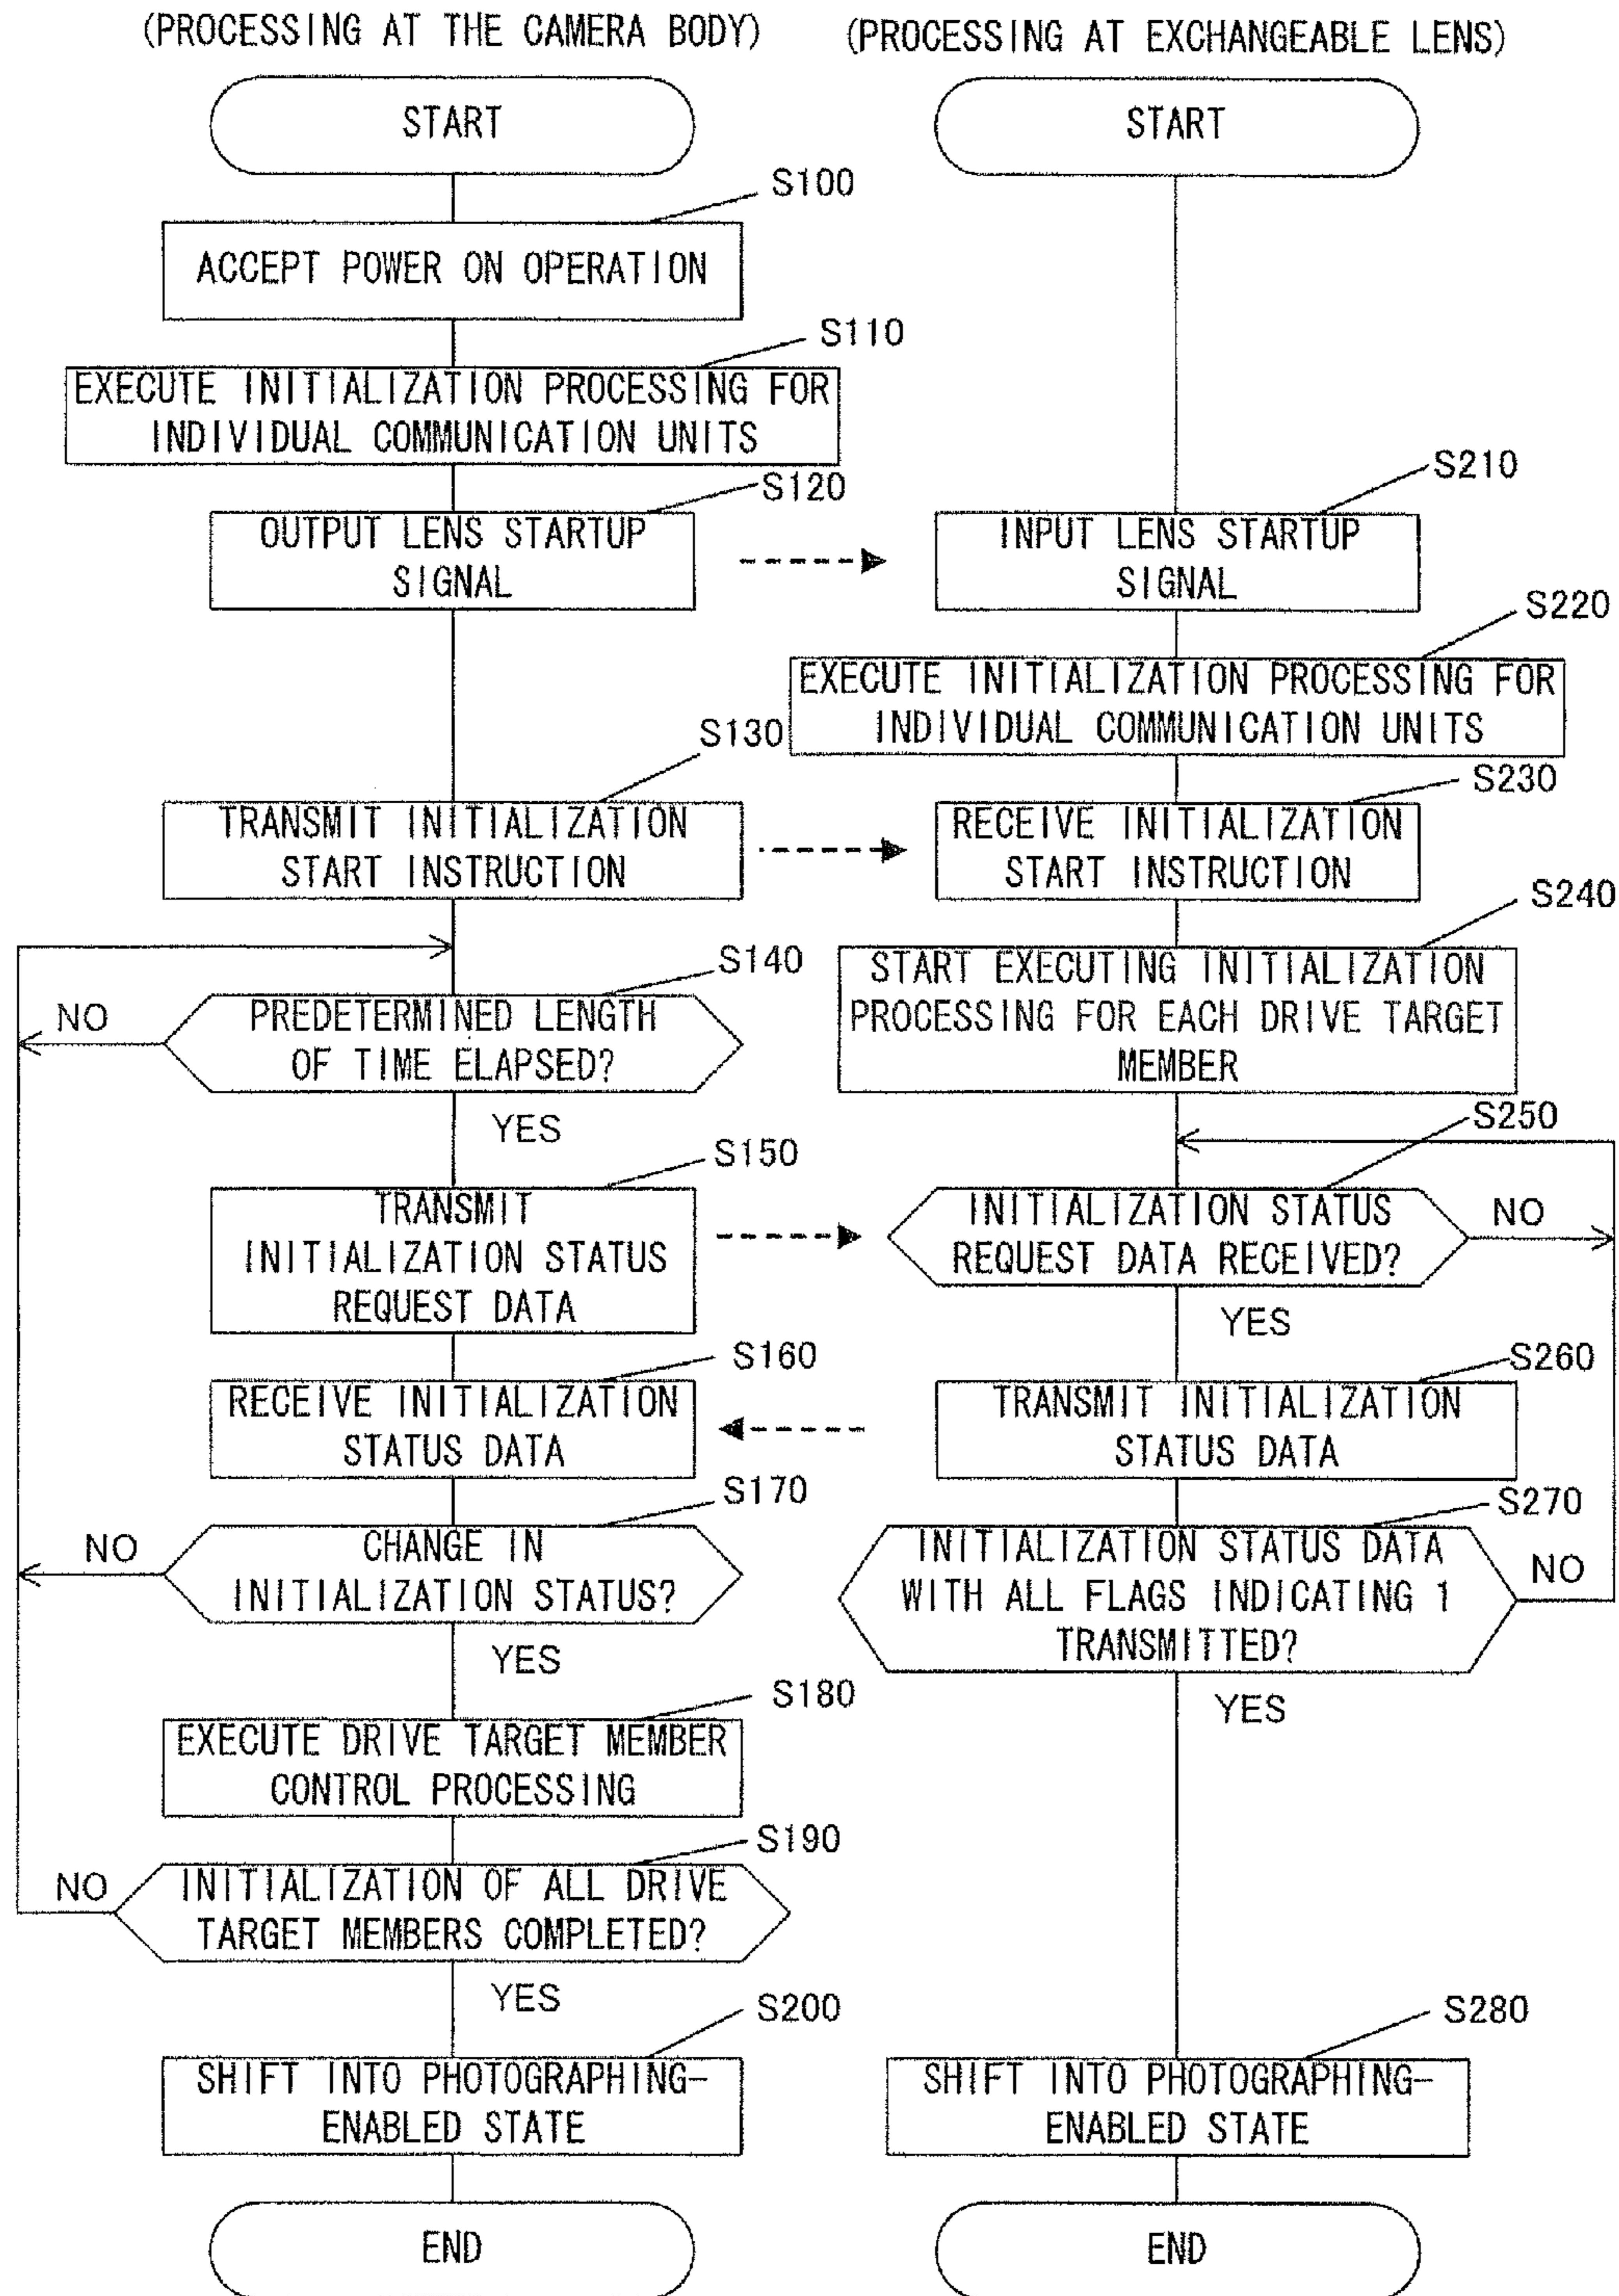 (PROCESSING AT THE CAMERA BODY)
START
S100
ACCEPT POWER ON OPERATION
S110
EXECUTE INITIALIZATION PROCESSING FOR
INDIVIDUAL COMMUNICATION UNITS
S120
OUTPUT LENS STARTUP
SIGNAL
S130
TRANSMIT INITIALIZATION
START INSTRUCTION
S140
PREDETERMINED LENGTH
OF TIME ELAPSED?
NO
YES
S150
TRANSMIT
INITIALIZATION STATUS
REQUEST DATA
S160
RECEIVE INITIALIZATION
STATUS DATA
S170
CHANGE IN
INITIALIZATION STATUS?
NO
YES
S180
EXECUTE DRIVE TARGET MEMBER
CONTROL PROCESSING
S190
INITIALIZATION OF ALL DRIVE
TARGET MEMBERS COMPLETED?
NO
YES
S200
SHIFT INTO PHOTOGRAPHING-
ENABLED STATE
END
(PROCESSING AT EXCHANGEABLE LENS)
START
S210
INPUT LENS STARTUP
SIGNAL
S220
EXECUTE INITIALIZATION PROCESSING FOR
INDIVIDUAL COMMUNICATION UNITS
S230
RECEIVE INITIALIZATION
START INSTRUCTION
S240
START EXECUTING INITIALIZATION
PROCESSING FOR EACH DRIVE TARGET
MEMBER
S250
INITIALIZATION STATUS
REQUEST DATA RECEIVED?
NO
YES
S260
TRANSMIT INITIALIZATION
STATUS DATA
S270
INITIALIZATION STATUS DATA
WITH ALL FLAGS INDICATING 1
TRANSMITTED?
NO
YES
S280
SHIFT INTO PHOTOGRAPHING-
ENABLED STATE
END